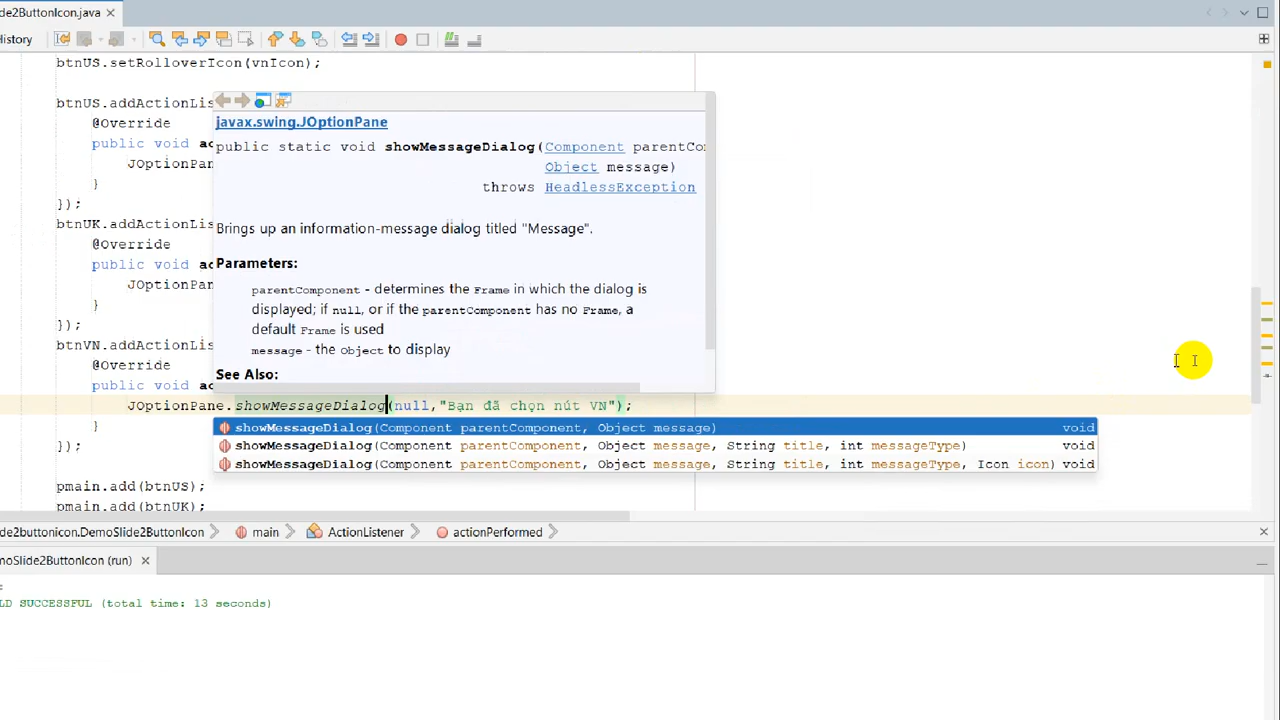 lide2ButtonIcon.java
History
btnUS.setRolloverIcon(vnIcon);
btnUS.addActionLis
@Override
public void ac
JOptionPan
}
});
btnUK.addActionLis
@Override
public void ac
JOptionPan
}
});
btnVN.addActionLis
@Override
public void ac
JOptionPane.showMessageDialog(null,"Bạn đã chọn nút VN");
}
});
pmain.add(btnUS);
pmain.add(btnUK);
javax.swing.JOptionPane
public static void showMessageDialog(Component parentCo
Object message)
throws HeadlessException
Brings up an information-message dialog titled "Message".
Parameters:
parentComponent - determines the Frame in which the dialog is
displayed; if null, or if the parentComponent has no Frame, a
default Frame is used
message - the Object to display
See Also:
showMessageDialog(Component parentComponent, Object message) void
showMessageDialog(Component parentComponent, Object message, String title, int messageType) void
showMessageDialog(Component parentComponent, Object message, String title, int messageType, Icon icon) void
de2buttonicon.DemoSlide2ButtonIcon main ActionListener actionPerformed
moSlide2ButtonIcon (run)
LD SUCCESSFUL (total time: 13 seconds)